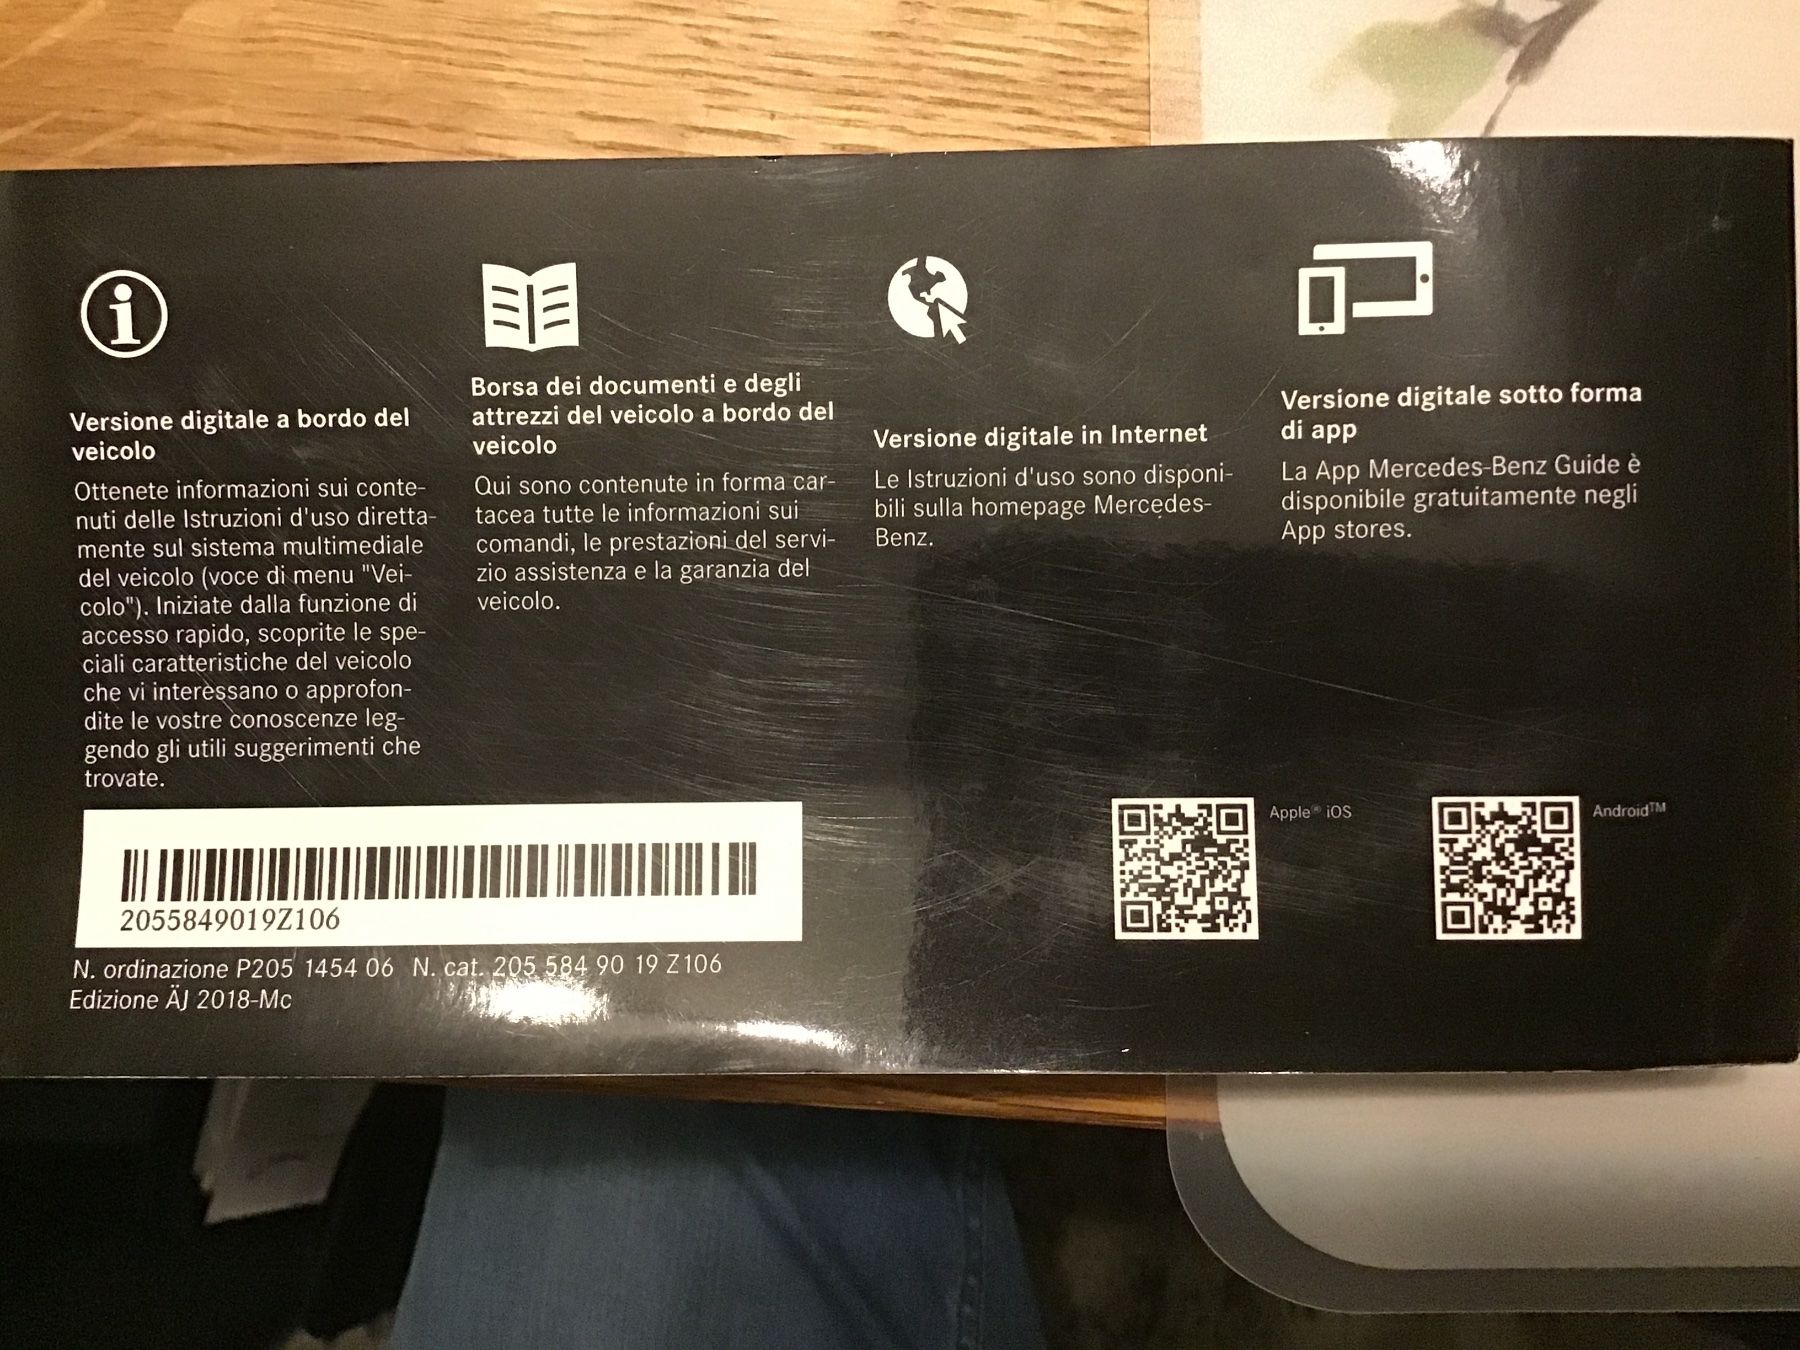 Versione digitale a bordo del
veicolo
Ottenete informazioni sui conte-
nuti delle Istruzioni d'uso diretta-
mente sul sistema multimediale
del veicolo (voce di menu "Vei-
colo"). Iniziate dalla funzione di
accesso rapido, scoprite le spe-
ciali caratteristiche del veicolo
che vi interessano o approfon-
dite le vostre conoscenze leg-
gendo gli utili suggerimenti che
trovate.
Borsa dei documenti e degli
attrezzi del veicolo a bordo del
veicolo
Qui sono contenute in forma car-
tacea tutte le informazioni sui
comandi, le prestazioni del servi-
zio assistenza e la garanzia del
veicolo.
Versione digitale in Internet
Le Istruzioni d'uso sono disponi-
bili sulla homepage Mercedes-
Benz.
Versione digitale sotto forma
di app
La App Mercedes-Benz Guide è
disponibile gratuitamente negli
App stores.
Apple® iOS
Android™
2055849019Z106
N. ordinazione P205 1454 06 N. cat. 205 584 90 19 Z106
Edizione ÄJ 2018-Mc